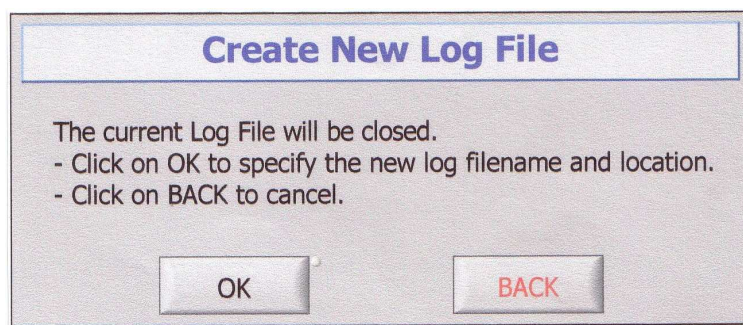 Create New Log File
The current Log File will be closed.
- Click on OK to specify the new log filename and location.
- Click on BACK to cancel.
OK
BACK